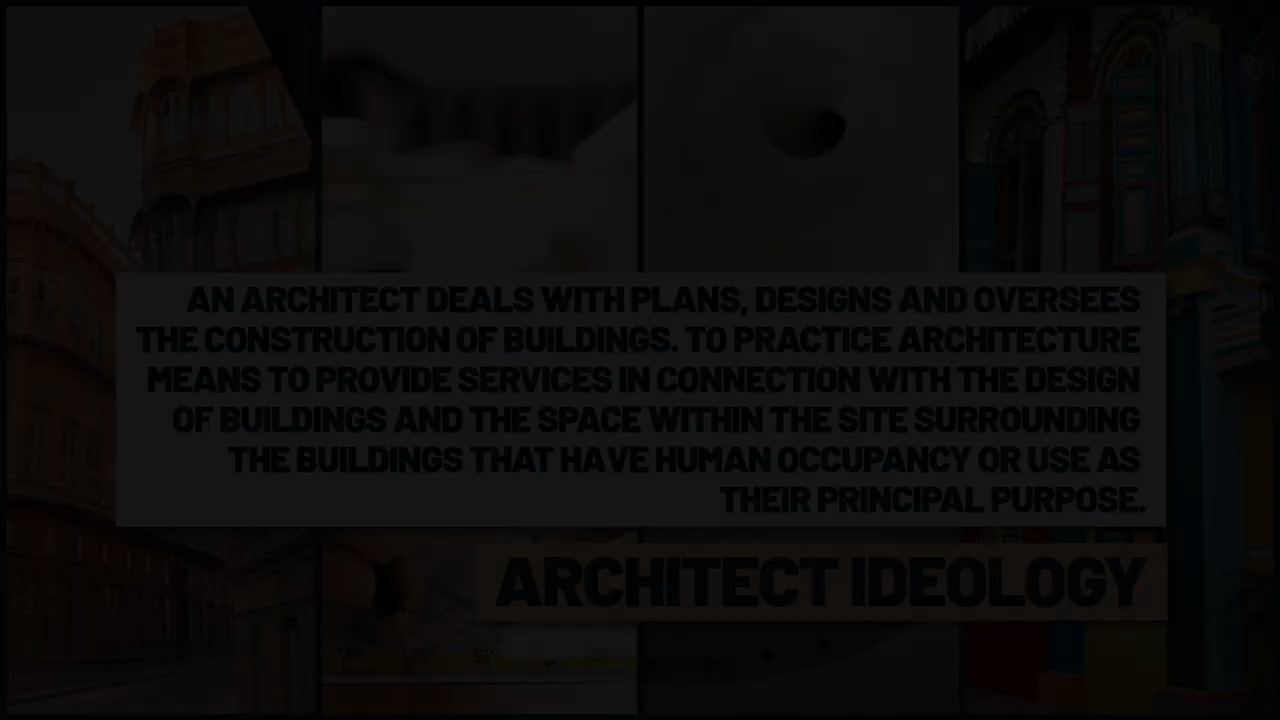 AN ARCHITECT DEALS WITH PLANS, DESIGNS AND OVERSEES
THE CONSTRUCTION OF BUILDINGS. TO PRACTICE ARCHITECTURE
MEANS TO PROVIDE SERVICES IN CONNECTION WITH THE DESIGN
OF BUILDINGS AND THE SPACE WITHIN THE SITE SURROUNDING
THE BUILDINGS THAT HAVE HUMAN OCCUPANCY OR USE AS
THEIR PRINCIPAL PURPOSE.
ARCHITECT IDEOLOGY